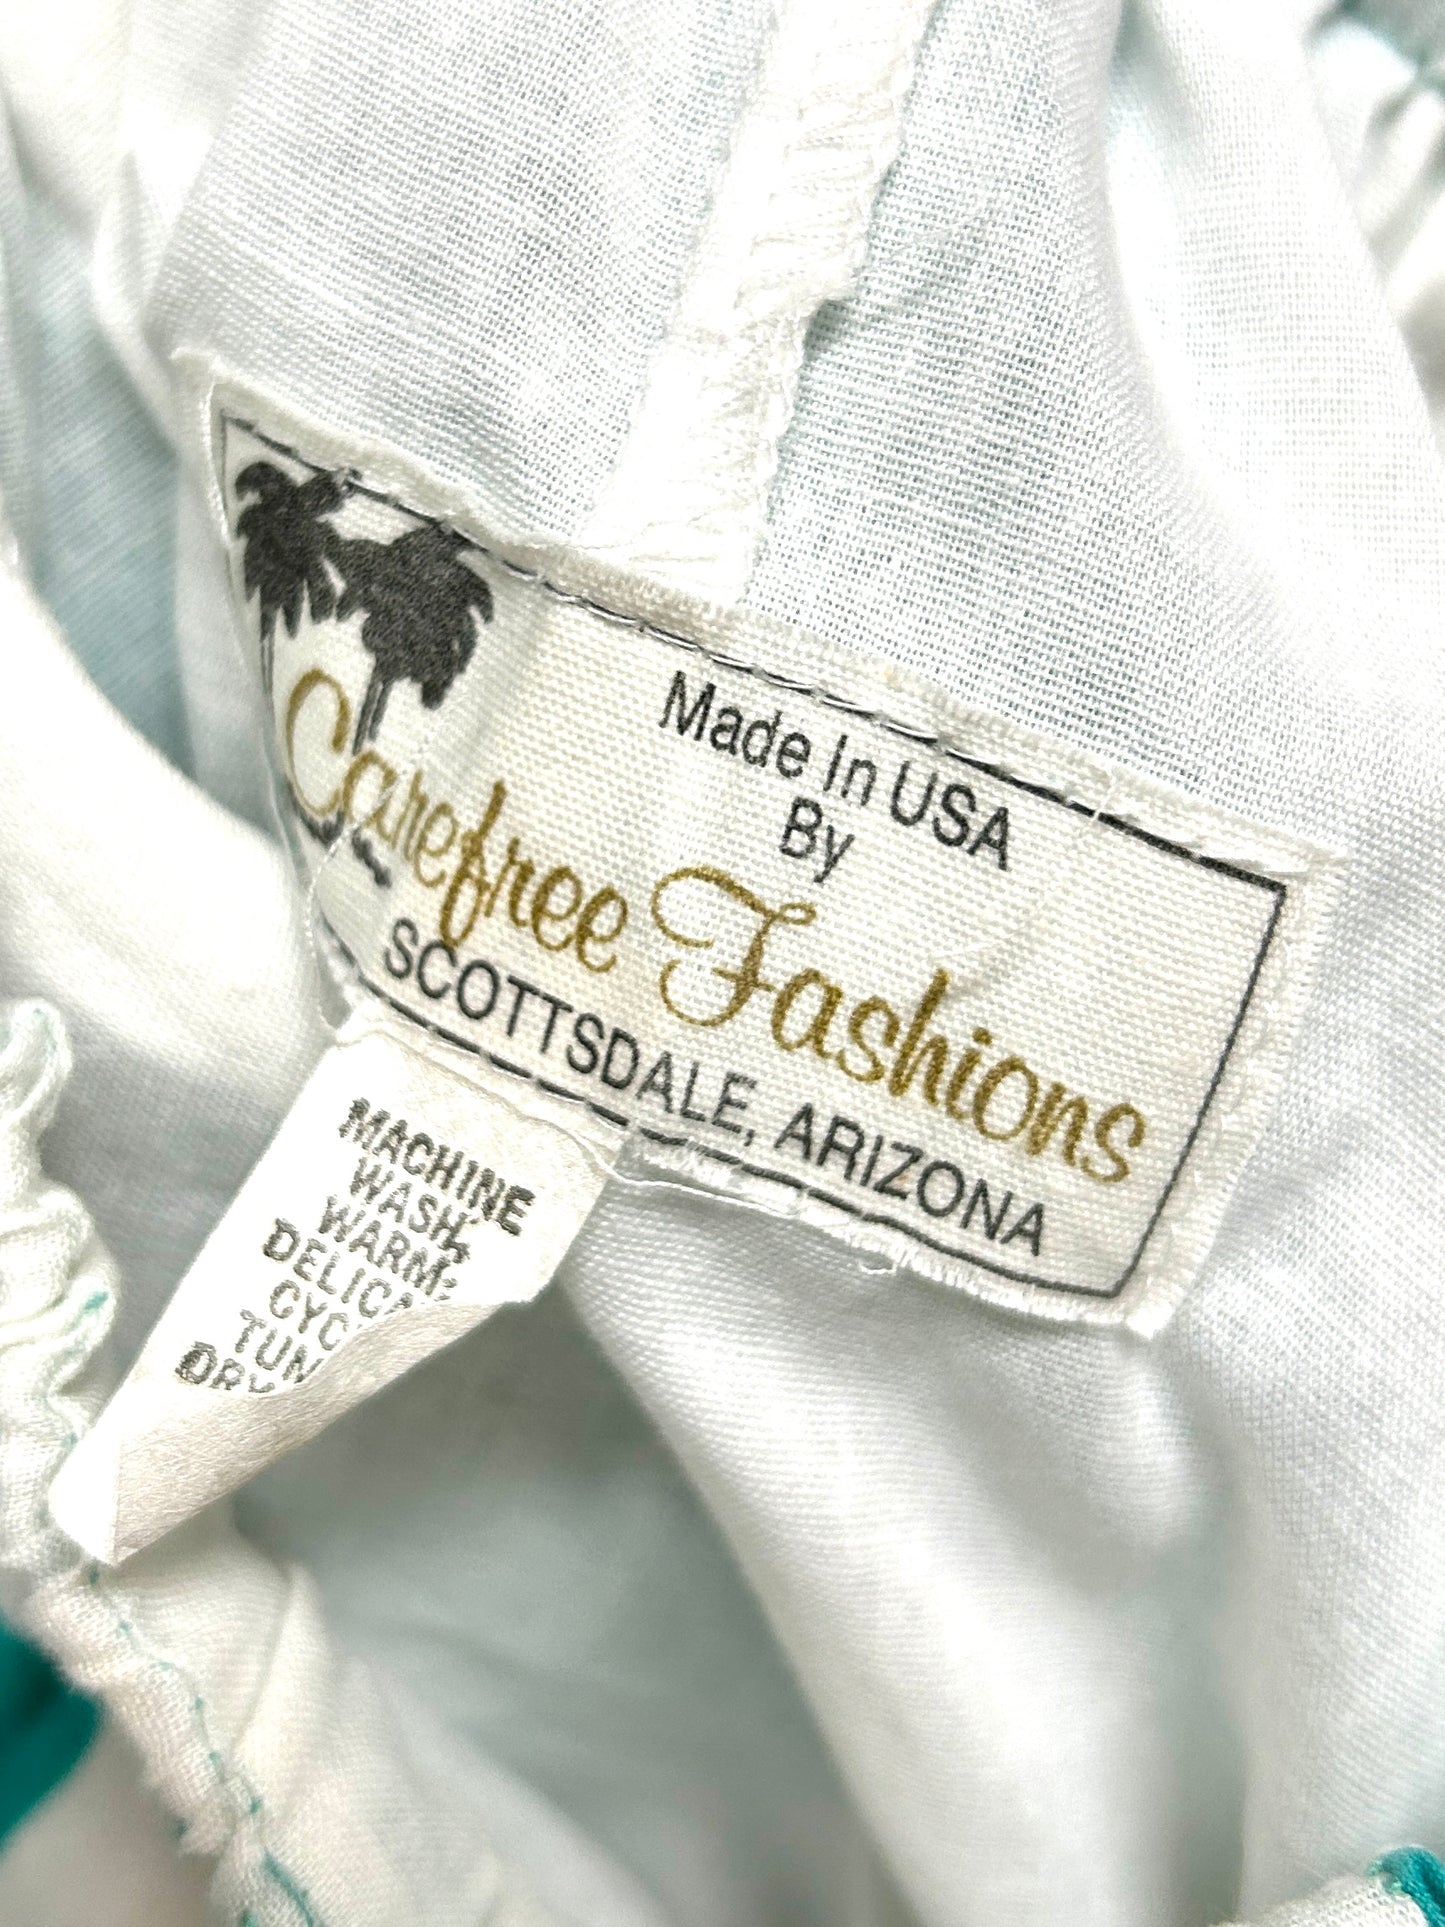 Made In USA
By
Carefree Fashions
SCOTTSDALE, ARIZONA
MACHINE
WASH,
WARM-